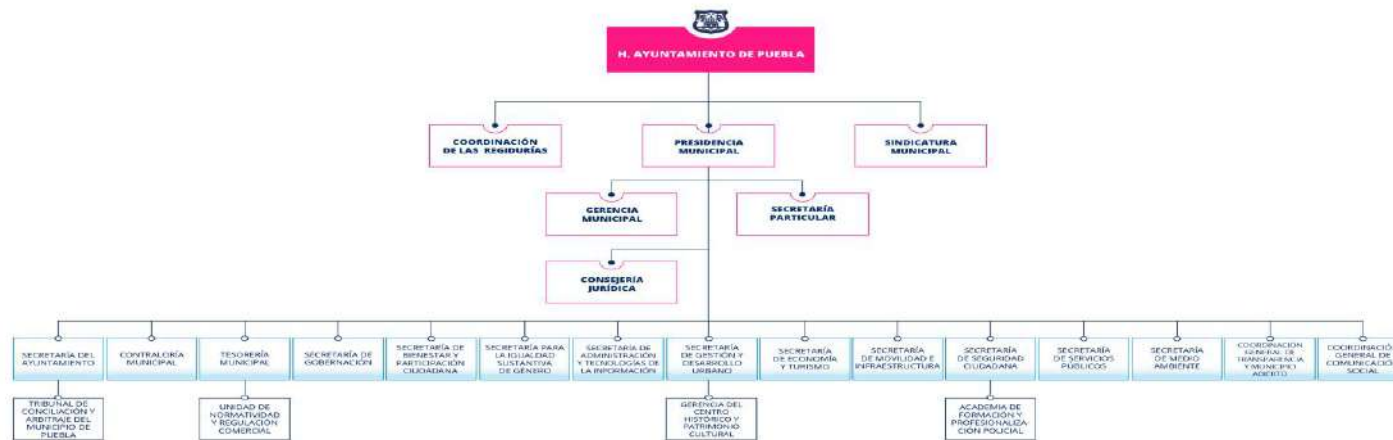 H. AYUNTAMIENTO DE PUEBLA
COORDINACIÓN
DE LAS REGIDURÍAS
PRESIDENCIA
MUNICIPAL
SINDICATURA
MUNICIPAL
GERENCIA
MUNICIPAL
SECRETARÍA
PARTICULAR
CONSEJERÍA
JURÍDICA
SECRETARÍA DEL
AYUNTAMIENTO
CONTRALORÍA
MUNICIPAL
TESORERÍA
MUNICIPAL
SECRETARÍA DE
GOBERNACIÓN
SECRETARÍA DE
BIENESTAR Y
PARTICIPACIÓN
CIUDADANA
SECRETARÍA PARA
LA IGUALDAD
SUSTANTIVA
DE GÉNERO
SECRETARÍA DE
ADMINISTRACIÓN
Y TECNOLOGÍAS DE
LA INFORMACIÓN
SECRETARÍA
DE GESTIÓN Y
DESARROLLO
URBANO
SECRETARÍA
DE ECONOMÍA
Y TURISMO
SECRETARÍA
DE MOVILIDAD E
INFRAESTRUCTURA
SECRETARÍA
DE SEGURIDAD
CIUDADANA
SECRETARÍA
DE SERVICIOS
PÚBLICOS
SECRETARÍA
DE MEDIO
AMBIENTE
COORDINACIÓN
GENERAL DE
TRANSPARENCIA
Y MUNICIPIO
ABIERTO
COORDINACIÓ
GENERAL DE
COMUNICACIÓ
SOCIAL
TRIBUNAL DE
CONCILIACIÓN Y
ARBITRAJE DEL
MUNICIPIO DE
PUEBLA
UNIDAD DE
NORMATIVIDAD
Y REGULACIÓN
COMERCIAL
GERENCIA DEL
CENTRO
HISTÓRICO Y
PATRIMONIO
CULTURAL
ACADEMIA DE
FORMACIÓN Y
PROFESIONALIZA-
CIÓN POLICIAL